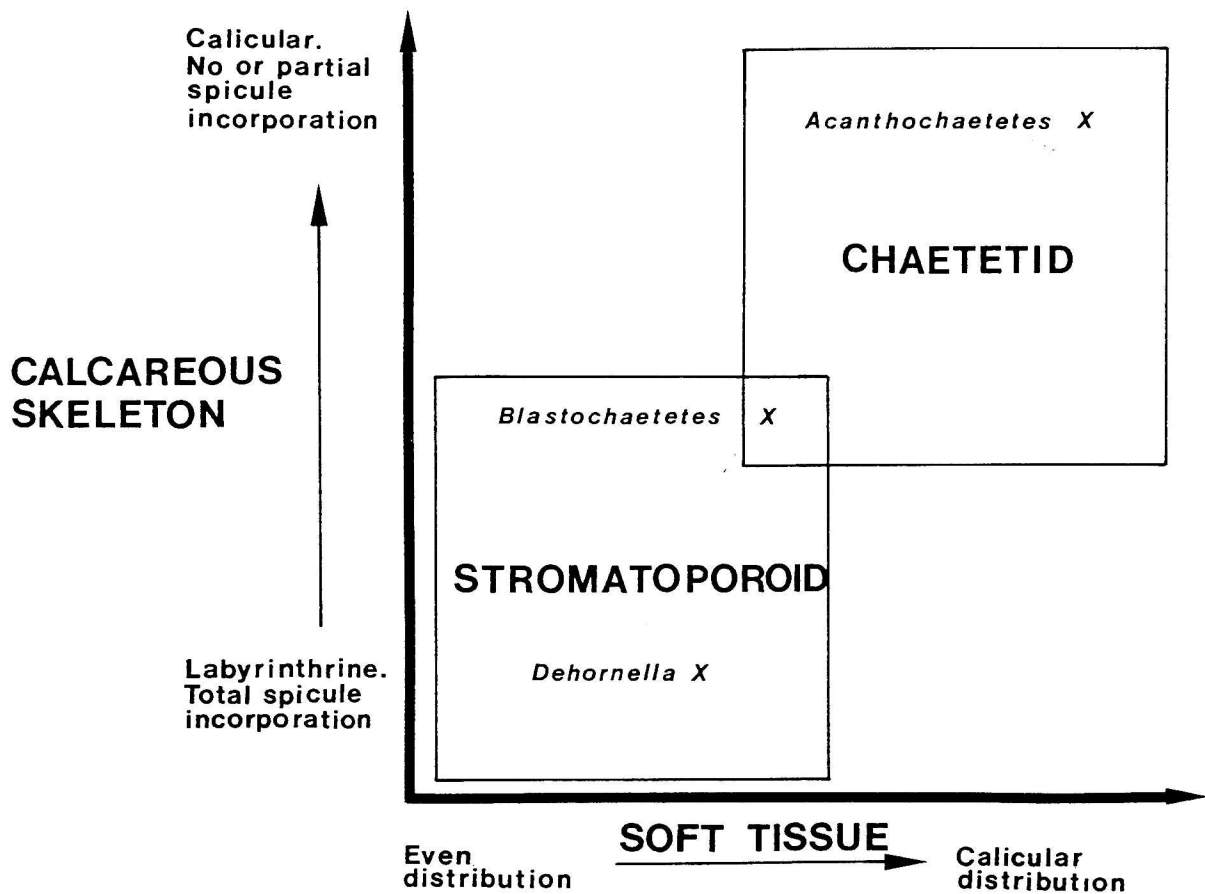 Calicular.
No or partial
spicule
incorporation
Acanthochaetetes X
CHAETETID
CALCAREOUS
SKELETON
Blastochaetetes X
STROMATOPOROID
Labyrinthrine.
Total spicule
incorporation
Dehornella X
SOFT TISSUE
Even
distribution
Calicular
distribution